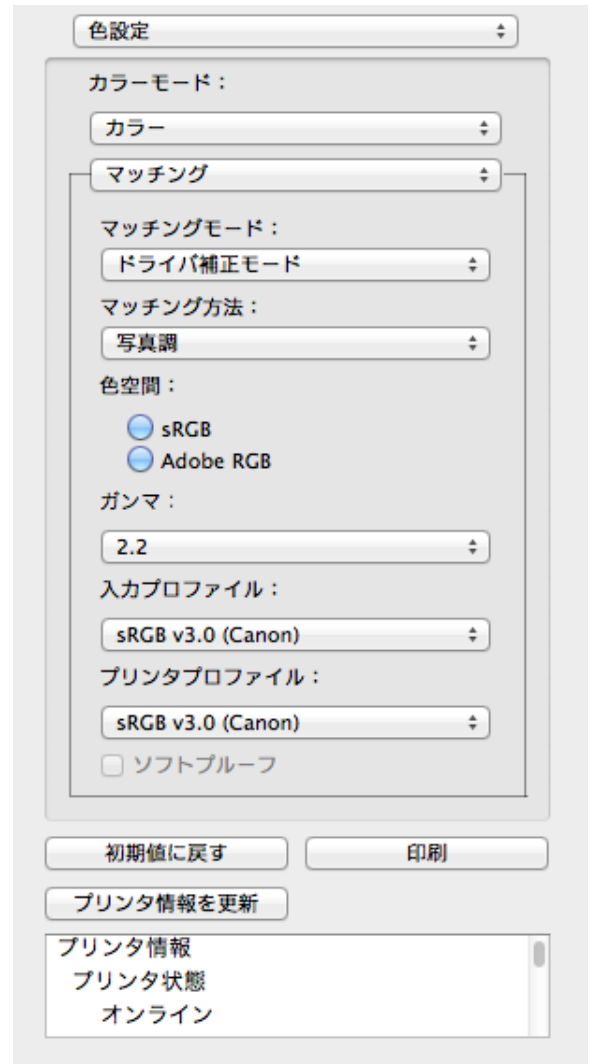 色設定
カラーモード：
カラー
マッチング
マッチングモード：
ドライバ補正モード
マッチング方法：
写真調
色空間：
sRGB
Adobe RGB
ガンマ：
2.2
入力プロファイル：
sRGB v3.0 (Canon)
プリンタプロファイル：
sRGB v3.0 (Canon)
ソフトプルーフ
初期値に戻す 印刷
プリンタ情報を更新
プリンタ情報
プリンタ状態
オンライン